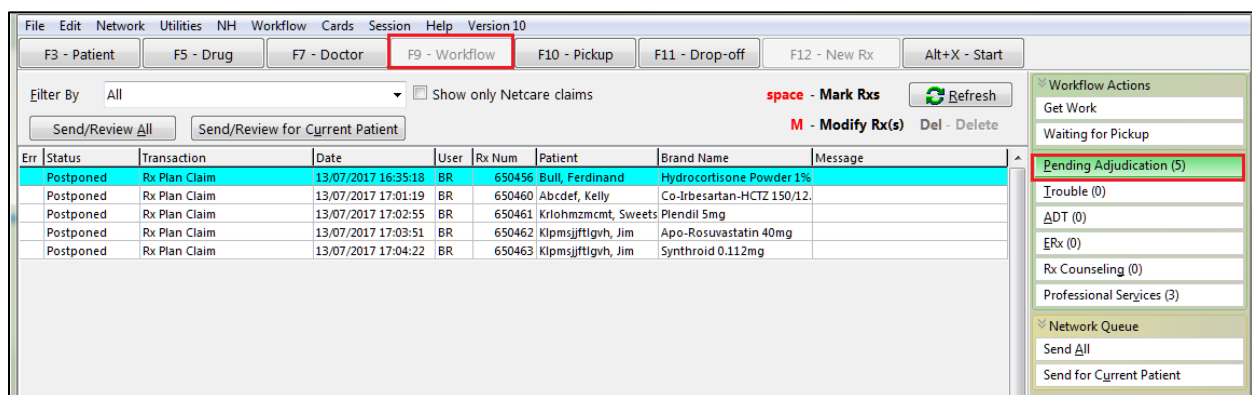 File Edit Network Utilities NH Workflow Cards Session Help Version 10
F3 - Patient F5 - Drug F7 - Doctor F9 - Workflow F10 - Pickup F11 - Drop-off F12 - New Rx Alt+X - Start
Filter By All Show only Netcare claims space - Mark Rxs Refresh
Send/Review All Send/Review for Current Patient M - Modify Rx(s) Del - Delete
Err Status Transaction Date User Rx Num Patient Brand Name Message
Postponed Rx Plan Claim 13/07/2017 16:35:18 BR 650456 Bull, Ferdinand Hydrocortisone Powder 1%
Postponed Rx Plan Claim 13/07/2017 17:01:19 BR 650460 Abcdef, Kelly Co-Irbesartan-HCTZ 150/12.
Postponed Rx Plan Claim 13/07/2017 17:02:55 BR 650461 Krlohmzmcmt, Sweets Plendil 5mg
Postponed Rx Plan Claim 13/07/2017 17:03:51 BR 650462 Klpmsjjftlgvh, Jim Apo-Rosuvastatin 40mg
Postponed Rx Plan Claim 13/07/2017 17:04:22 BR 650463 Klpmsjjftlgvh, Jim Synthroid 0.112mg
Workflow Actions
Get Work
Waiting for Pickup
Pending Adjudication (5)
Trouble (0)
ADT (0)
ERx (0)
Rx Counseling (0)
Professional Services (3)
Network Queue
Send All
Send for Current Patient